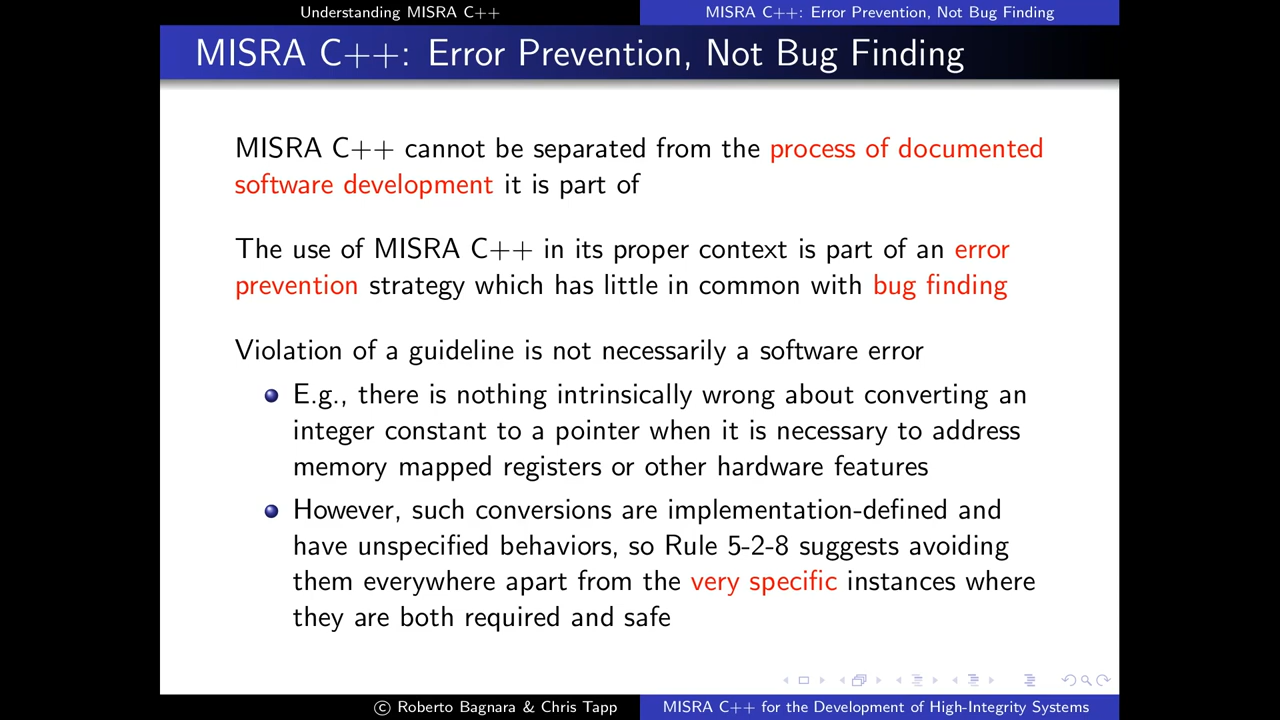 Understanding MISRA C++
MISRA C++: Error Prevention, Not Bug Finding
MISRA C++: Error Prevention, Not Bug Finding
MISRA C++ cannot be separated from the process of documented
software development it is part of
The use of MISRA C++ in its proper context is part of an error
prevention strategy which has little in common with bug finding
Violation of a guideline is not necessarily a software error
E.g., there is nothing intrinsically wrong about converting an
integer constant to a pointer when it is necessary to address
memory mapped registers or other hardware features
However, such conversions are implementation-defined and
have unspecified behaviors, so Rule 5-2-8 suggests avoiding
them everywhere apart from the very specific instances where
they are both required and safe
© Roberto Bagnara & Chris Tapp
MISRA C++ for the Development of High-Integrity Systems